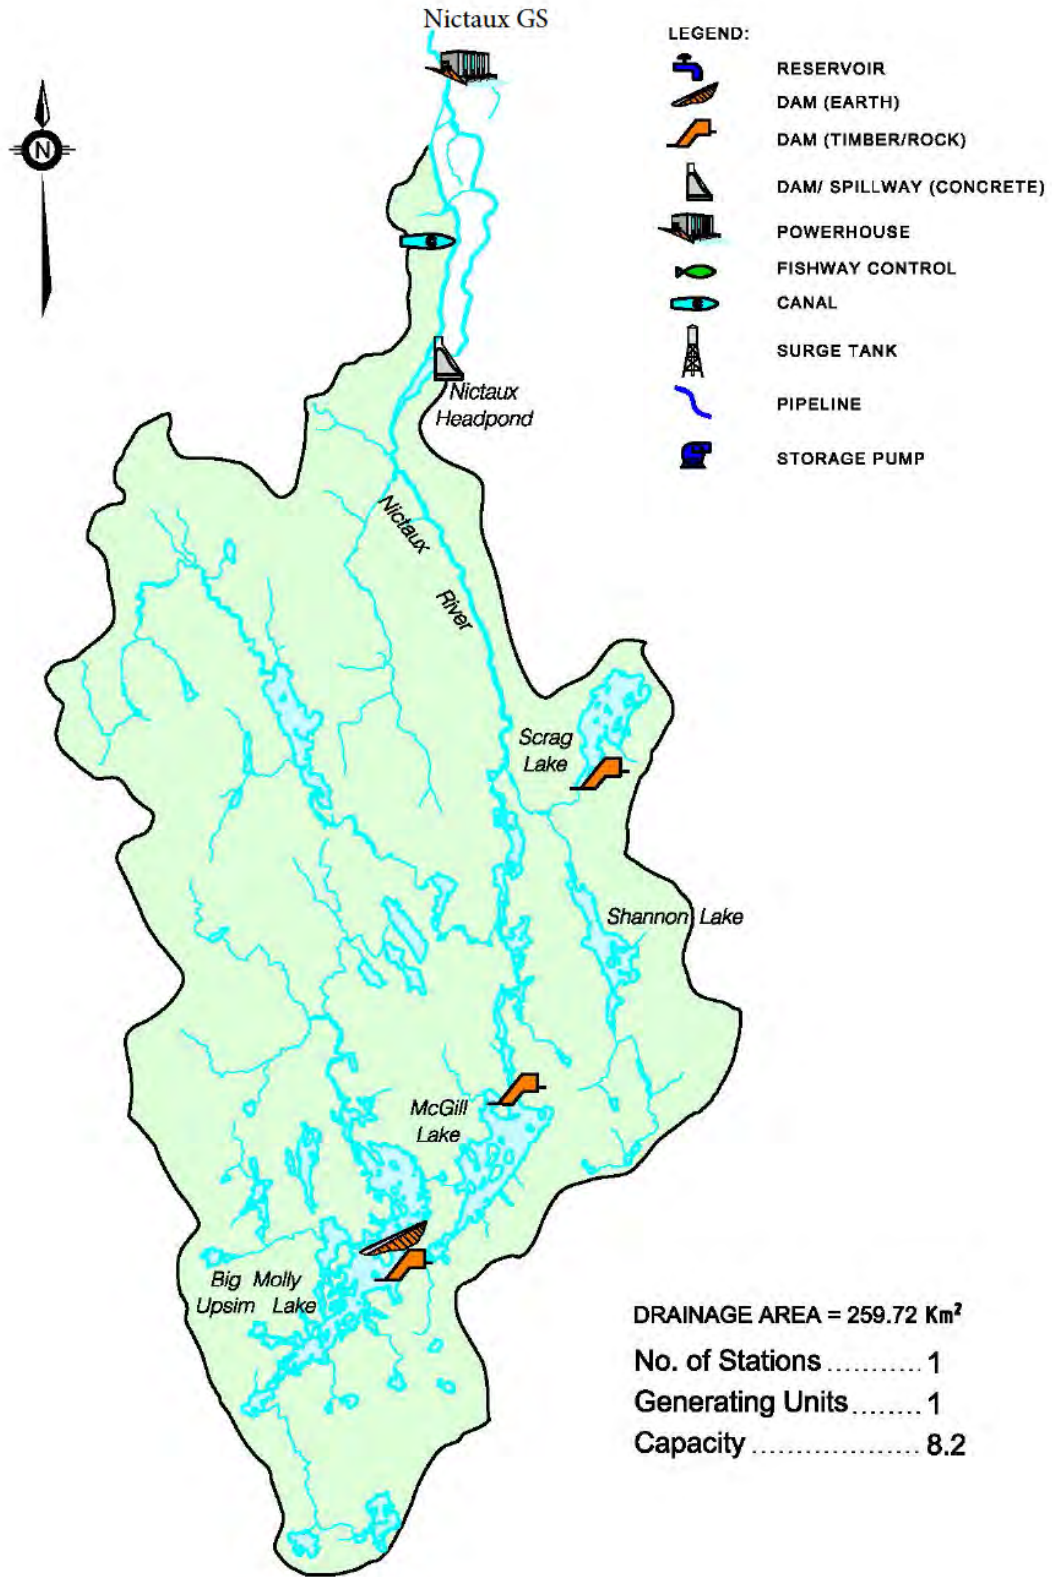 Nictaux GS
LEGEND:
RESERVOIR
DAM (EARTH)
DAM (TIMBER/ROCK)
DAM/ SPILLWAY (CONCRETE)
POWERHOUSE
FISHWAY CONTROL
CANAL
SURGE TANK
PIPELINE
STORAGE PUMP
N
Nictaux
Headpond
Nictaux
River
Scrag
Lake
Shannon Lake
McGill
Lake
Big Molly
Upsim Lake
DRAINAGE AREA = 259.72 Km²
No. of Stations ........... 1
Generating Units ........ 1
Capacity ................... 8.2